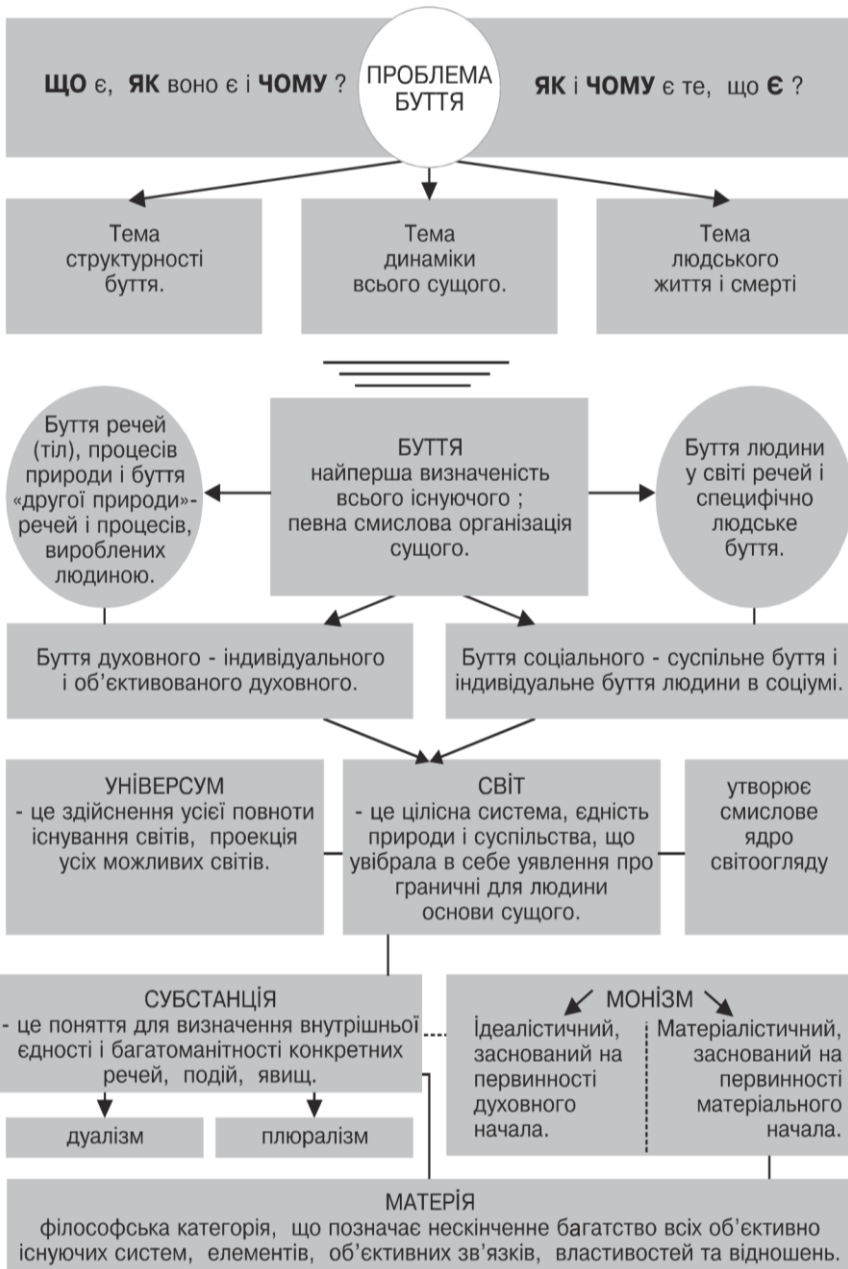 ЩО є, ЯК воно є і ЧОМУ ?
ПРОБЛЕМА
БУТТЯ
ЯК і ЧОМУ є те, що Є ?
Тема
структурності
буття.
Тема
динаміки
всього сущого.
Тема
людського
життя і смерті
Буття речей
(тіл), процесів
природи і буття
«другої природи»-
речей і процесів,
вироблених
людиною.
БУТТЯ
найперша визначеність
всього існуючого ;
певна смислова організація
сущого.
Буття людини
у світі речей і
специфічно
людське
буття.
Буття духовного - індивідуального
і об’єктивованого духовного.
Буття соціального - суспільне буття і
індивідуальне буття людини в соціумі.
УНІВЕРСУМ
- це здійснення усієї повноти
існування світів, проекція
усіх можливих світів.
СВІТ
- це цілісна система, єдність
природи і суспільства, що
увібрала в себе уявлення про
граничні для людини
основи сущого.
утворює
смислове
ядро
світоогляду
СУБСТАНЦІЯ
- це поняття для визначення внутрішньої
єдності і багатоманітності конкретних
речей, подій, явищ.
дуалізм
плюралізм
МОНІЗМ
Ідеалістичний,
заснований на
первинності
духовного
начала.
Матеріалістичний,
заснований на
первинності
матеріального
начала.
МАТЕРІЯ
філософська категорія, що позначає нескінченне багатство всіх об’єктивно
існуючих систем, елементів, об’єктивних зв’язків, властивостей та відношень.